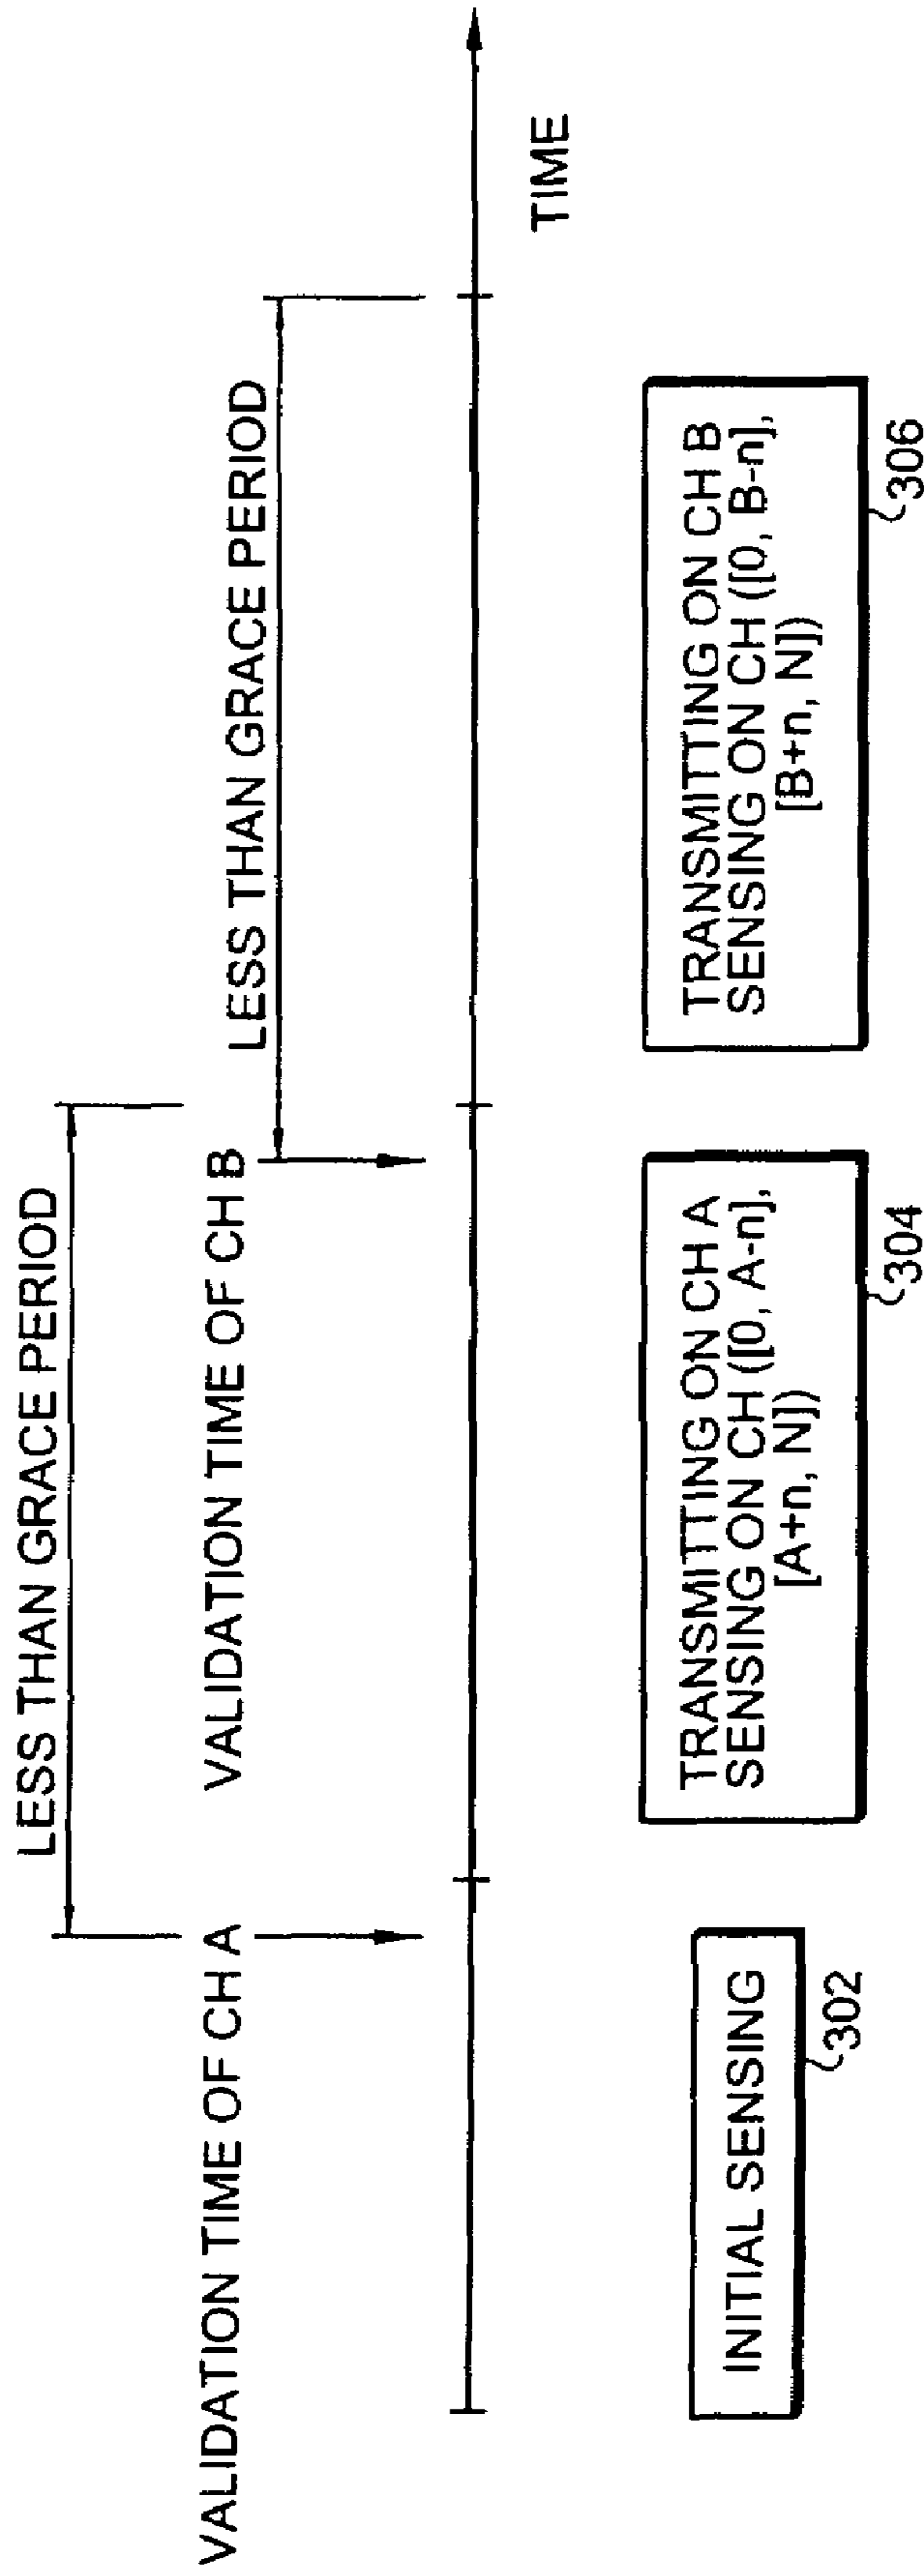 LESS THAN GRACE PERIOD
VALIDATION TIME OF CH A
VALIDATION TIME OF CH B
LESS THAN GRACE PERIOD
TIME
INITIAL SENSING
302
TRANSMITTING ON CH A
SENSING ON CH ([0, A-n],
[A+n, N])
304
TRANSMITTING ON CH B
SENSING ON CH ([0, B-n],
[B+n, N])
306